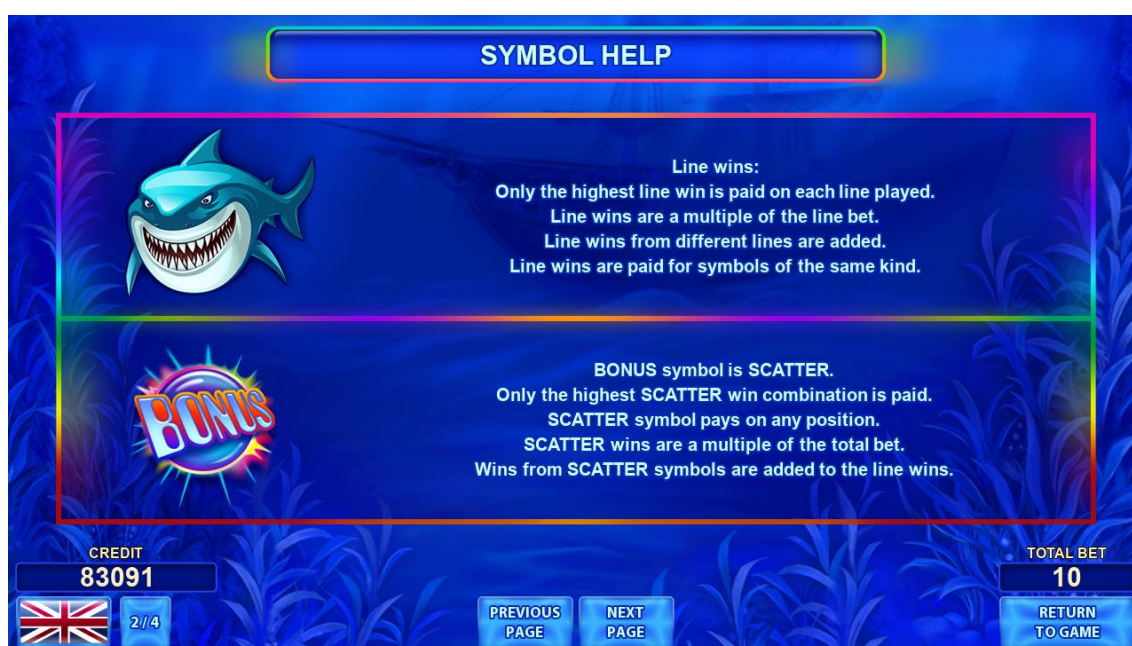 SYMBOL HELP
Line wins:
Only the highest line win is paid on each line played.
Line wins are a multiple of the line bet.
Line wins from different lines are added.
Line wins are paid for symbols of the same kind.
BONUS
BONUS symbol is SCATTER.
Only the highest SCATTER win combination is paid.
SCATTER symbol pays on any position.
SCATTER wins are a multiple of the total bet.
Wins from SCATTER symbols are added to the line wins.
CREDIT
83091
TOTAL BET
10
2/4
PREVIOUS
PAGE
NEXT
PAGE
RETURN
TO GAME